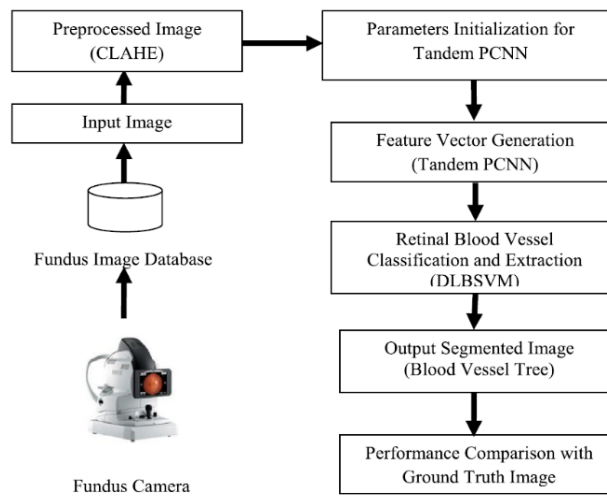 Preprocessed Image
(CLAHE)
Input Image
Fundus Image Database
Fundus Camera
Parameters Initialization for
Tandem PCNN
Feature Vector Generation
(Tandem PCNN)
Retinal Blood Vessel
Classification and Extraction
(DLBSVM)
Output Segmented Image
(Blood Vessel Tree)
Performance Comparison with
Ground Truth Image